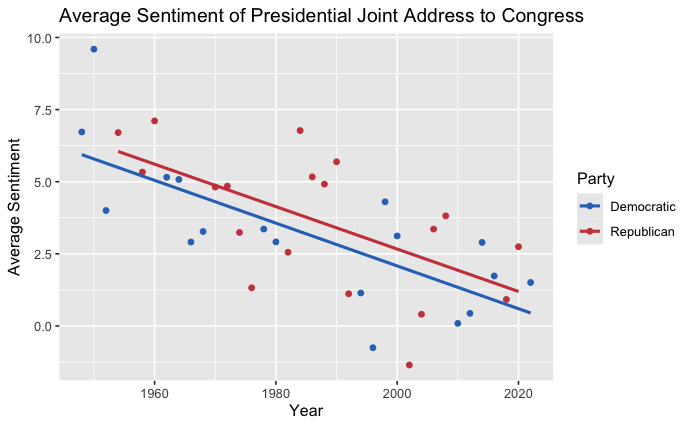 Average Sentiment of Presidential Joint Address to Congress
10.0
7.5
5.0
2.5
0.0
Average Sentiment
1960
1980
2000
2020
Year
Party
Democratic
Republican